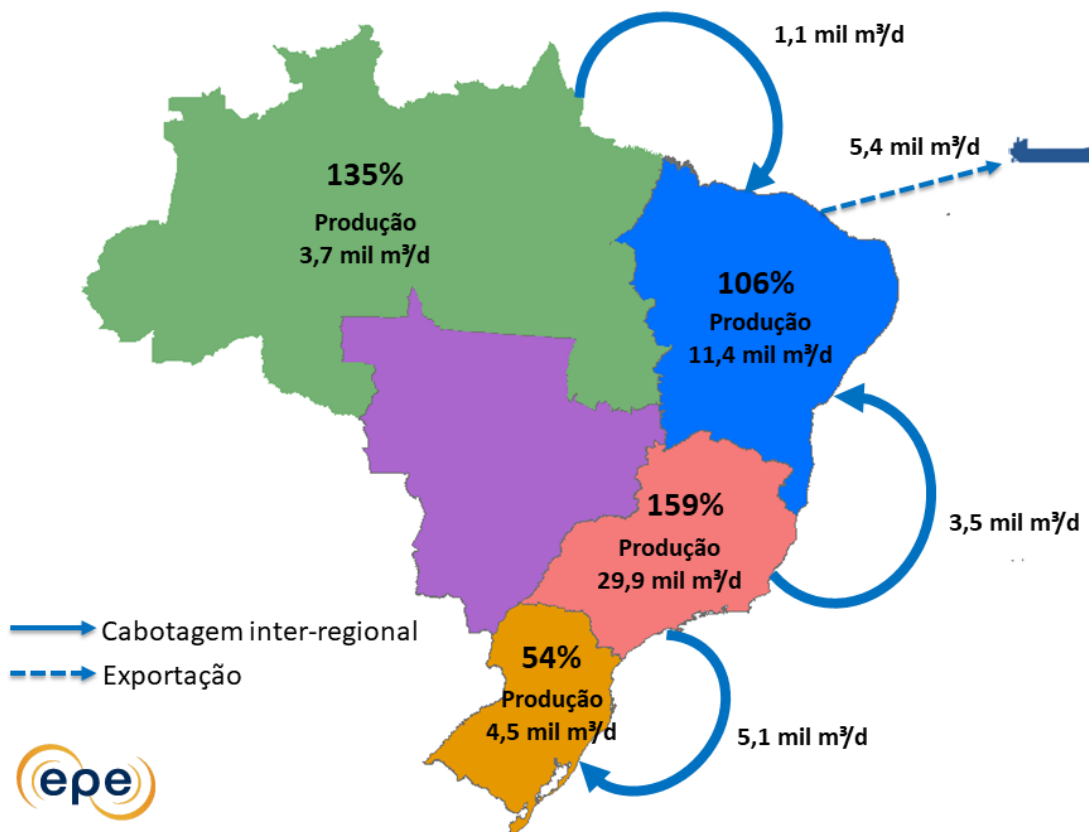 1,1 mil m³/d
5,4 mil m³/d
135%
Produção
3,7 mil m³/d
106%
Produção
11,4 mil m³/d
159%
Produção
29,9 mil m³/d
3,5 mil m³/d
Cabotagem inter-regional
Exportação
54%
Produção
4,5 mil m³/d
5,1 mil m³/d
epe